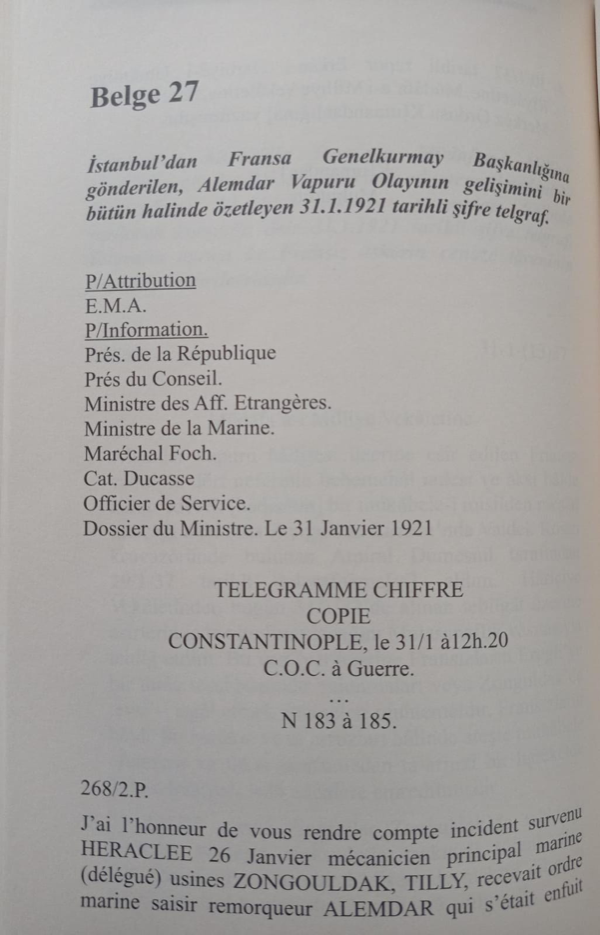 Belge 27
İstanbul'dan Fransa Genelkurmay Başkanlığına
gönderilen, Alemdar Vapuru Olayının gelişimini bir
bütün halinde özetleyen 31.1.1921 tarihli şifre telgraf.
P/Attribution
E.M.A.
P/Information.
Prés. de la République
Prés du Conseil.
Ministre des Aff. Etrangères.
Ministre de la Marine.
Maréchal Foch.
Cat. Ducasse
Officier de Service.
Dossier du Ministre. Le 31 Janvier 1921
TELEGRAMME CHIFFRE
COPIE
CONSTANTINOPLE, le 31/1 à12h.20
C.O.C. à Guerre.
...
N 183 à 185.
268/2.P.
J'ai l'honneur de vous rendre compte incident survenu
HERACLEE 26 Janvier mécanicien principal marine
(délégué) usines ZONGOULDAK, TILLY, recevait ordre
marine saisir remorqueur ALEMDAR qui s'était enfuit